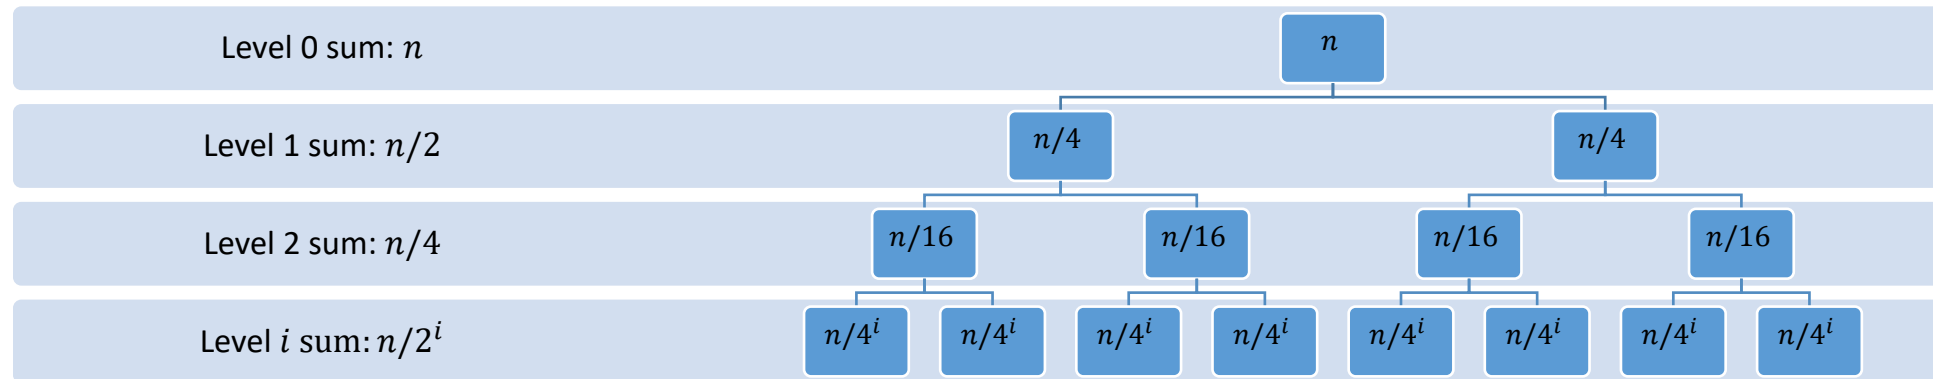 Level 0 sum: n
n
Level 1 sum: n/2
n/4 n/4
Level 2 sum: n/4
n/16 n/16 n/16 n/16
Level i sum: n/2^i
n/4^i n/4^i n/4^i n/4^i n/4^i n/4^i n/4^i n/4^i